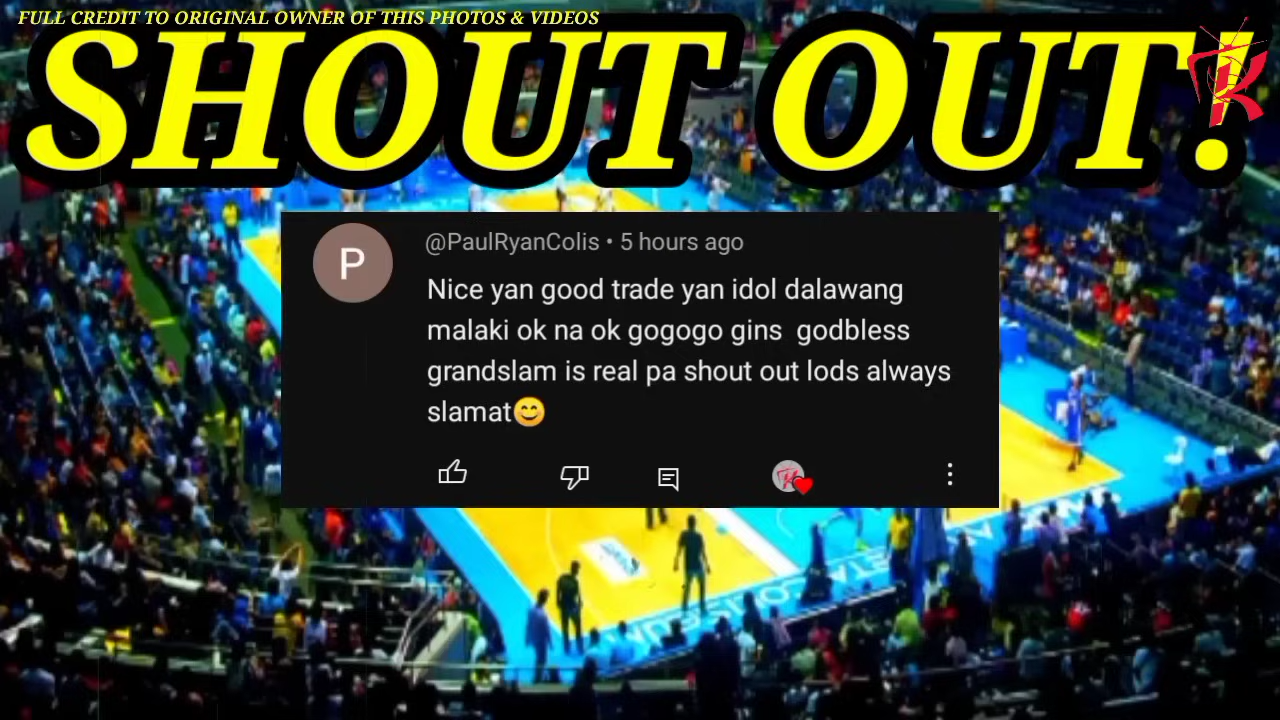 FULL CREDIT TO ORIGINAL OWNER OF THIS PHOTOS & VIDEOS
SHOUT OUT!
P
@PaulRyanColis • 5 hours ago
Nice yan good trade yan idol dalawang
malaki ok na ok gogogo gins  godbless
grandslam is real pa shout out lods always
slamat😊